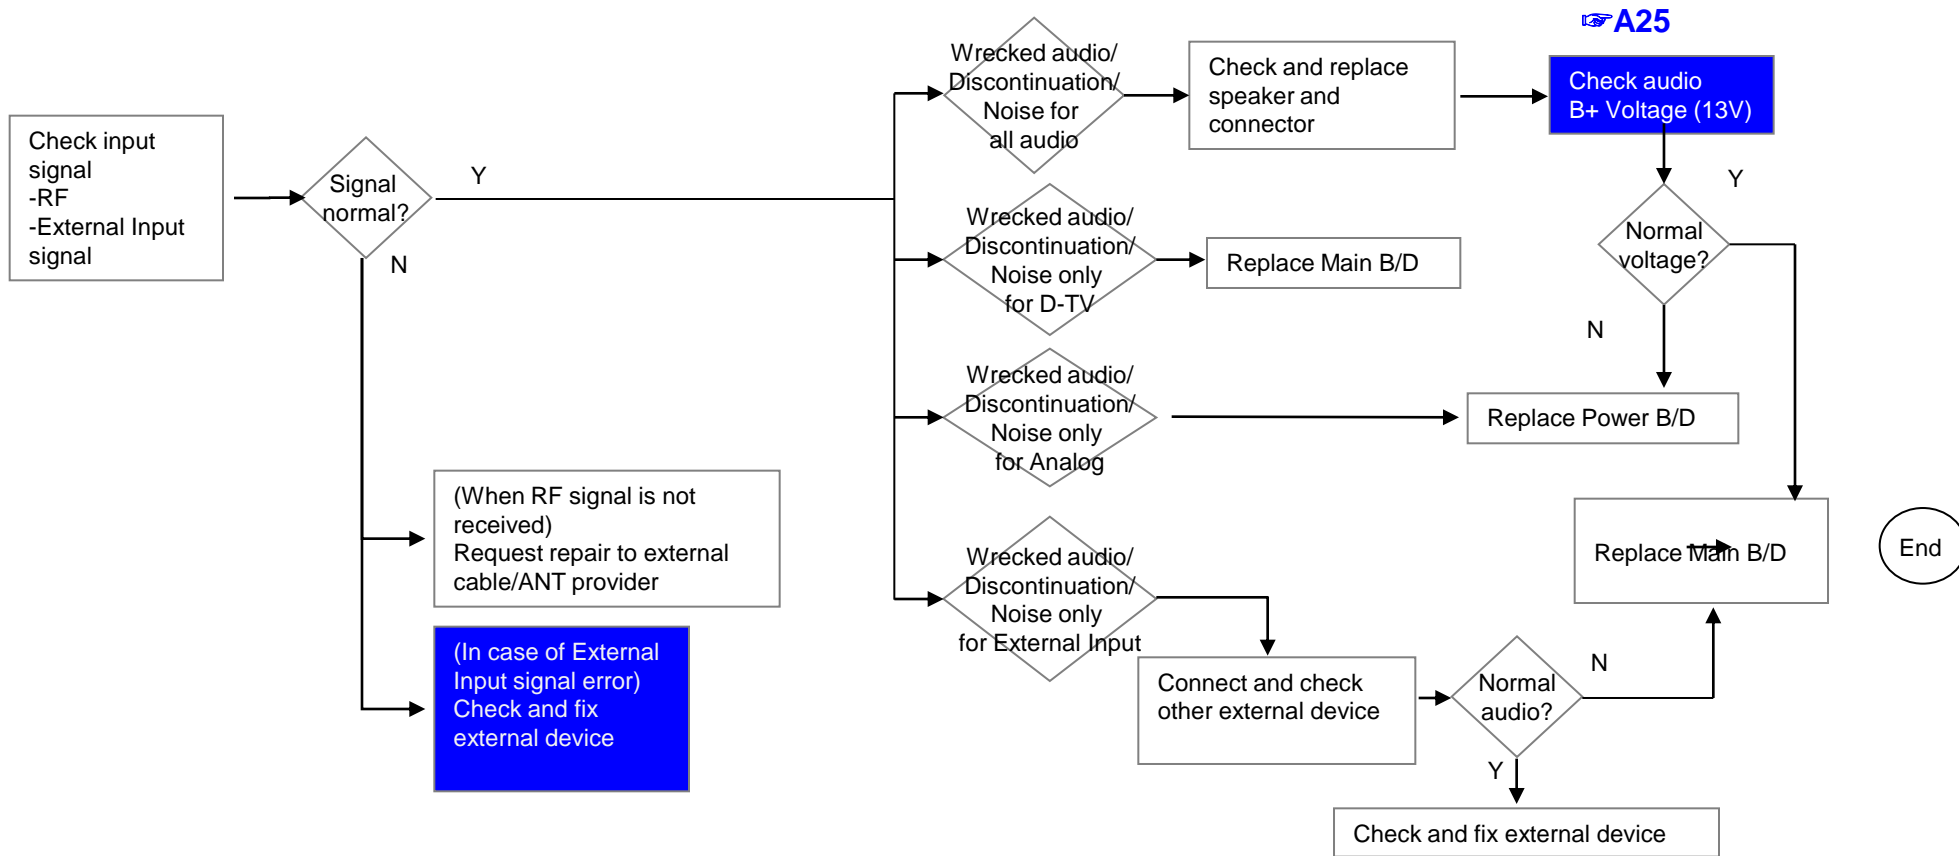 ☞A25
Check input
signal
-RF
-External Input
signal
Signal
normal?
Y
N
(When RF signal is not
received)
Request repair to external
cable/ANT provider
(In case of External
Input signal error)
Check and fix
external device
Wrecked audio/
Discontinuation/
Noise for
all audio
Check and replace
speaker and
connector
Check audio
B+ Voltage (13V)
Normal
voltage?
Y
N
Wrecked audio/
Discontinuation/
Noise only
for D-TV
Replace Main B/D
Wrecked audio/
Discontinuation/
Noise only
for Analog
Replace Power B/D
Wrecked audio/
Discontinuation/
Noise only
for External Input
Connect and check
other external device
Normal
audio?
N
Y
Replace Main B/D
End
Check and fix external device